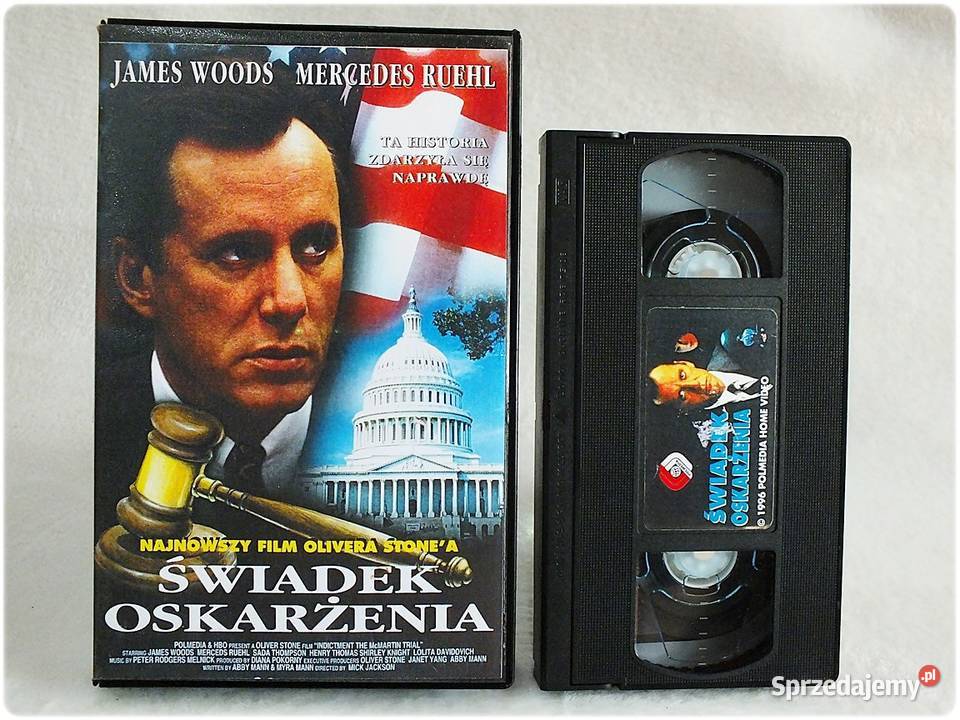 JAMES WOODS MERCEDES RUEHL
TA HISTORIA
ZDARZYŁA SIĘ
NAPRAWDĘ
NAJNOWSZY FILM OLIVERA STONE'A
ŚWIADEK
OSKARŻENIA
POLMEDIA & HBO PRESENT A OLIVER STONE FILM "INDICTMENT THE McMARTIN TRIAL"
STARRING JAMES WOODS MERCEDS RUEHL SADA THOMPSON HENRY THOMAS SHIRLEY KNIGHT LOLITA DAVIDOVICH
MUSIC BY PETER RODGERS MELNICK PRODUCED BY DIANA POKORNY EXECUTIVE PRODUCERS OLIVER STONE JANET YANG ABBY MANN
WRITTEN BY ABBY MANN & MYRA MANN DIRECTED BY MICK JACKSON
ŚWIADEK
OSKARŻENIA
© 1996 POLMEDIA HOME VIDEO
Sprzedajemy.pl